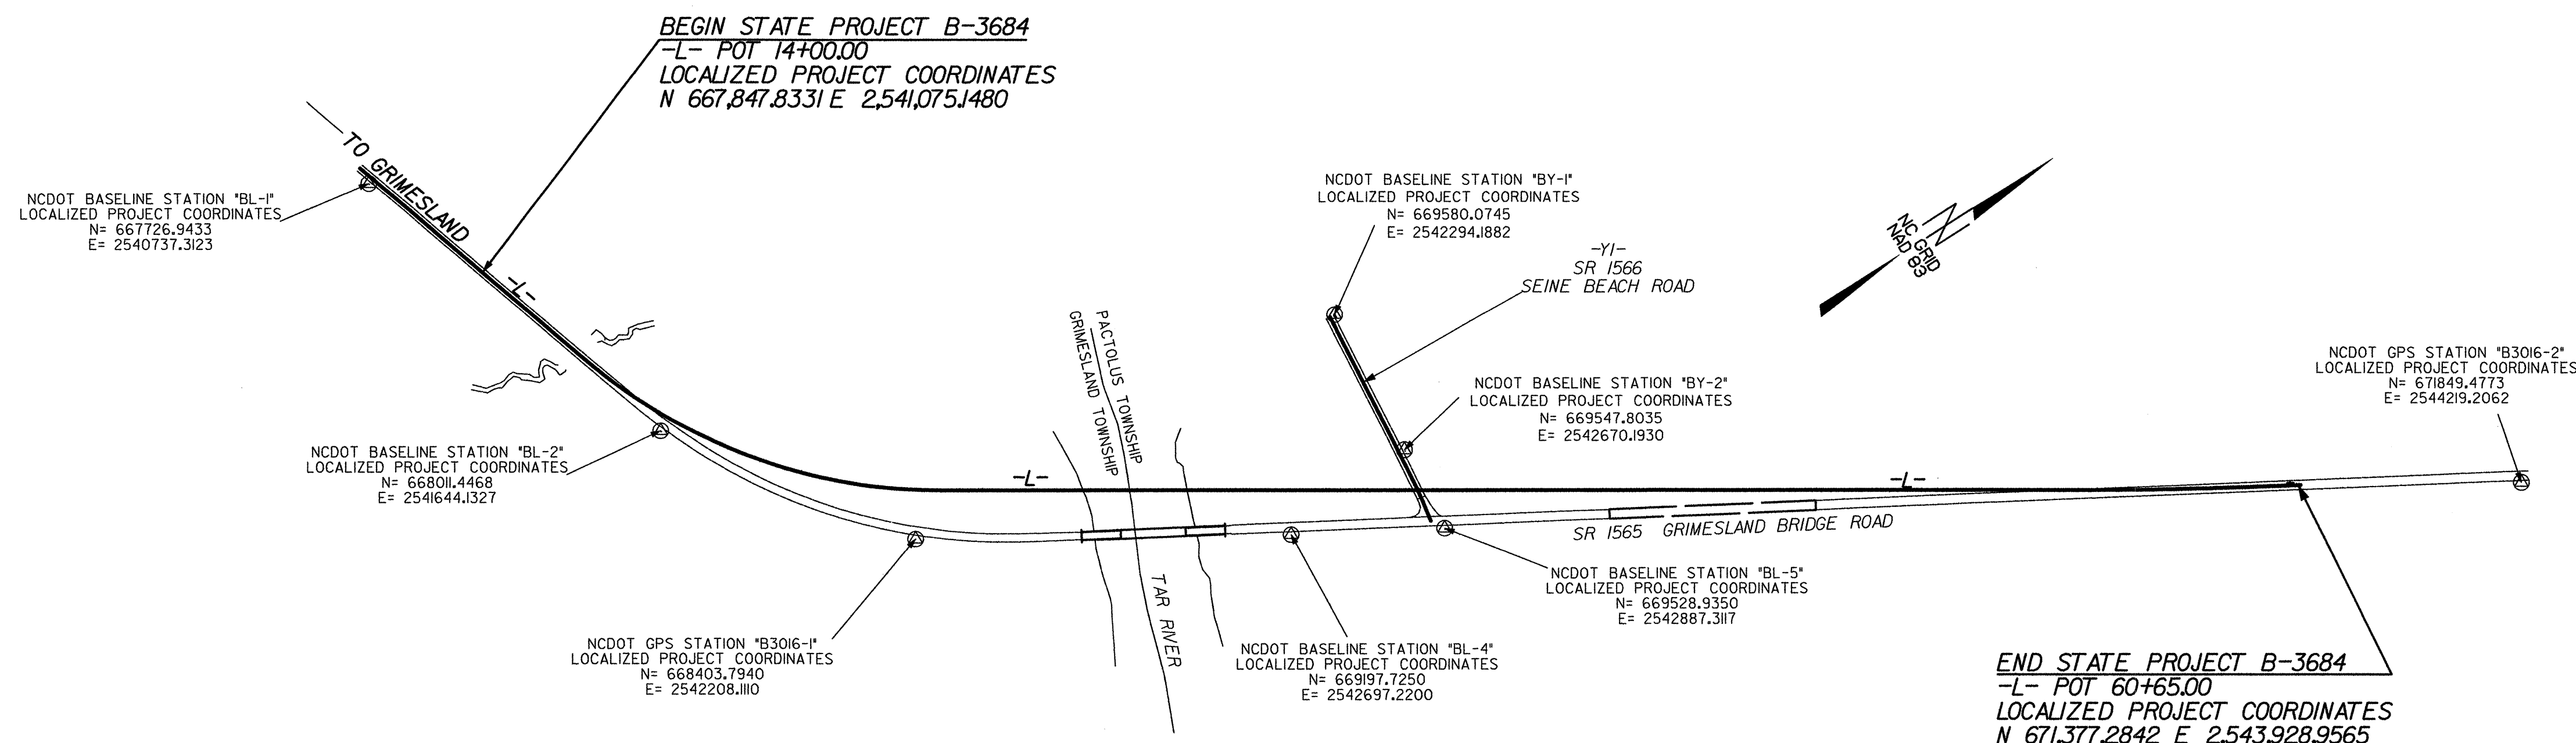 BEGIN STATE PROJECT B-3684
-L- POT 14+00.00
LOCALIZED PROJECT COORDINATES
N 667,847.8331 E 2,541,075.1480
TO GRIMESLAND
NCDOT BASELINE STATION "BL-1"
LOCALIZED PROJECT COORDINATES
N= 667726.9433
E= 2540737.3123
-L-
NCDOT BASELINE STATION "BY-1"
LOCALIZED PROJECT COORDINATES
N= 669580.0745
E= 2542294.1882
-Y1-
SR 1566
SEINE BEACH ROAD
N
NC GRID
NAD 83
PACTOLUS TOWNSHIP
GRIMESLAND TOWNSHIP
NCDOT BASELINE STATION "BY-2"
LOCALIZED PROJECT COORDINATES
N= 669547.8035
E= 2542670.1930
NCDOT GPS STATION "B3016-2"
LOCALIZED PROJECT COORDINATES
N= 671849.4773
E= 2544219.2062
NCDOT BASELINE STATION "BL-2"
LOCALIZED PROJECT COORDINATES
N= 668011.4468
E= 2541644.1327
-L-
-L-
SR 1565 GRIMESLAND BRIDGE ROAD
TAR RIVER
NCDOT BASELINE STATION "BL-5"
LOCALIZED PROJECT COORDINATES
N= 669528.9350
E= 2542887.3117
NCDOT GPS STATION "B3016-1"
LOCALIZED PROJECT COORDINATES
N= 668403.7940
E= 2542208.1110
NCDOT BASELINE STATION "BL-4"
LOCALIZED PROJECT COORDINATES
N= 669197.7250
E= 2542697.2200
END STATE PROJECT B-3684
-L- POT 60+65.00
LOCALIZED PROJECT COORDINATES
N 671,377.2842 E 2,543,928.9565